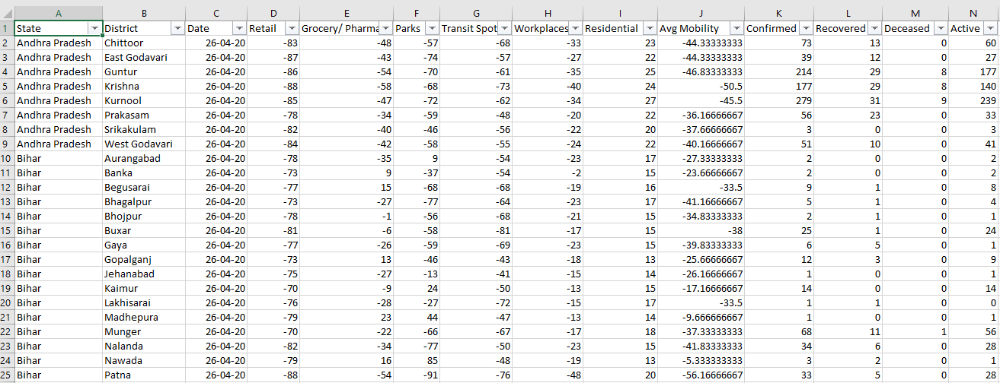 A B C D E F G H I J K L M N
1 State District Date Retail Grocery/ Pharma Parks Transit Spot Workplaces Residential Avg Mobility Confirmed Recovered Deceased Active
2 Andhra Pradesh Chittoor 26-04-20 -83 -48 -57 -68 -33 23 -44.33333333 73 13 0 60
3 Andhra Pradesh East Godavari 26-04-20 -87 -43 -74 -57 -27 22 -44.33333333 39 12 0 27
4 Andhra Pradesh Guntur 26-04-20 -86 -54 -70 -61 -35 25 -46.83333333 214 29 8 177
5 Andhra Pradesh Krishna 26-04-20 -88 -58 -68 -73 -40 24 -50.5 177 29 8 140
6 Andhra Pradesh Kurnool 26-04-20 -85 -47 -72 -62 -34 27 -45.5 279 31 9 239
7 Andhra Pradesh Prakasam 26-04-20 -78 -34 -59 -48 -20 22 -36.16666667 56 23 0 33
8 Andhra Pradesh Srikakulam 26-04-20 -82 -40 -46 -56 -22 20 -37.66666667 3 0 0 3
9 Andhra Pradesh West Godavari 26-04-20 -84 -42 -58 -55 -24 22 -40.16666667 51 10 0 41
10 Bihar Aurangabad 26-04-20 -78 -35 9 -54 -23 17 -27.33333333 2 0 0 2
11 Bihar Banka 26-04-20 -73 9 -37 -54 -2 15 -23.66666667 2 0 0 2
12 Bihar Begusarai 26-04-20 -77 15 -68 -68 -19 16 -33.5 9 1 0 8
13 Bihar Bhagalpur 26-04-20 -73 -27 -77 -64 -23 17 -41.16666667 5 1 0 4
14 Bihar Bhojpur 26-04-20 -78 -1 -56 -68 -21 15 -34.83333333 2 1 0 1
15 Bihar Buxar 26-04-20 -81 -6 -58 -81 -17 15 -38 25 1 0 24
16 Bihar Gaya 26-04-20 -77 -26 -59 -69 -23 15 -39.83333333 6 5 0 1
17 Bihar Gopalganj 26-04-20 -73 13 -46 -43 -18 13 -25.66666667 12 3 0 9
18 Bihar Jehanabad 26-04-20 -75 -27 -13 -41 -15 14 -26.16666667 1 0 0 1
19 Bihar Kaimur 26-04-20 -70 -9 24 -50 -13 15 -17.16666667 14 0 0 14
20 Bihar Lakhisarai 26-04-20 -76 -28 -27 -72 -15 17 -33.5 1 1 0 0
21 Bihar Madhepura 26-04-20 -79 23 44 -47 -13 14 -9.666666667 1 0 0 1
22 Bihar Munger 26-04-20 -70 -22 -66 -67 -17 18 -37.33333333 68 11 1 56
23 Bihar Nalanda 26-04-20 -82 -34 -77 -50 -23 15 -41.83333333 34 6 0 28
24 Bihar Nawada 26-04-20 -79 16 85 -48 -19 13 -5.333333333 3 2 0 1
25 Bihar Patna 26-04-20 -88 -54 -91 -76 -48 20 -56.16666667 33 5 0 28